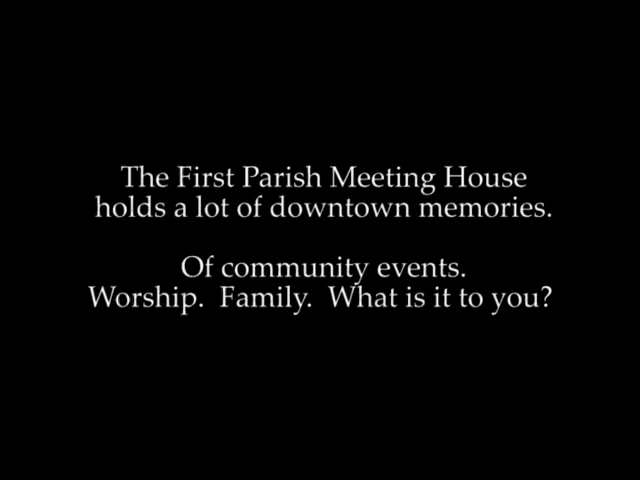 The First Parish Meeting House
holds a lot of downtown memories.
Of community events.
Worship.  Family.  What is it to you?